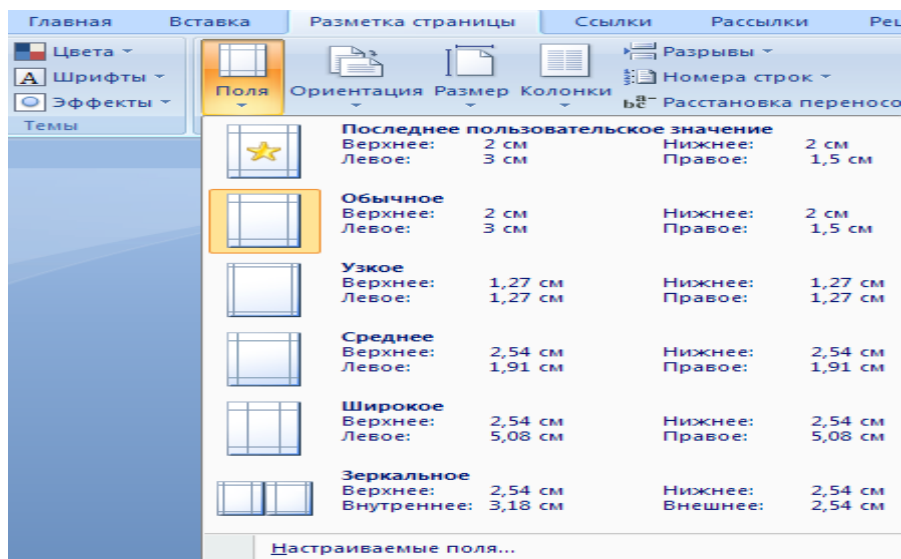 Главная Вставка Разметка страницы Ссылки Рассылки
Цвета
Шрифты
Эффекты
Темы
Поля Ориентация Размер Колонки
Разрывы
Номера строк
Расстановка
Последнее пользовательское значение
Верхнее: 2 см Нижнее: 2 см
Левое: 3 см Правое: 1,5 см
Обычное
Верхнее: 2 см Нижнее: 2 см
Левое: 3 см Правое: 1,5 см
Узкое
Верхнее: 1,27 см Нижнее: 1,27 см
Левое: 1,27 см Правое: 1,27 см
Среднее
Верхнее: 2,54 см Нижнее: 2,54 см
Левое: 1,91 см Правое: 1,91 см
Широкое
Верхнее: 2,54 см Нижнее: 2,54 см
Левое: 5,08 см Правое: 5,08 см
Зеркальное
Верхнее: 2,54 см Нижнее: 2,54 см
Внутреннее: 3,18 см Внешнее: 2,54 см
Настраиваемые поля...